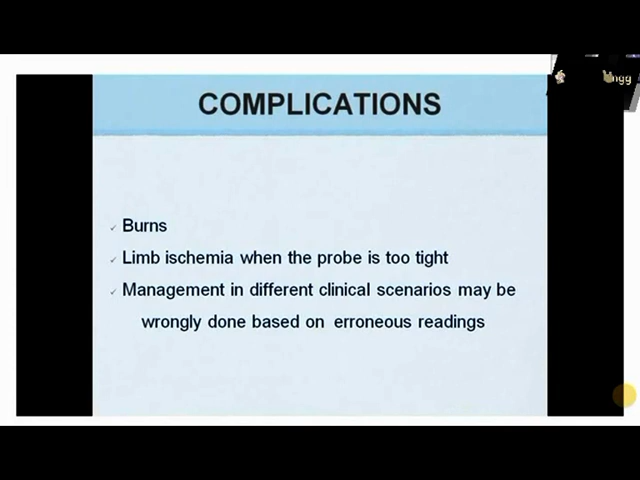 COMPLICATIONS
Burns
Limb ischemia when the probe is too tight
Management in different clinical scenarios may be
wrongly done based on erroneous readings